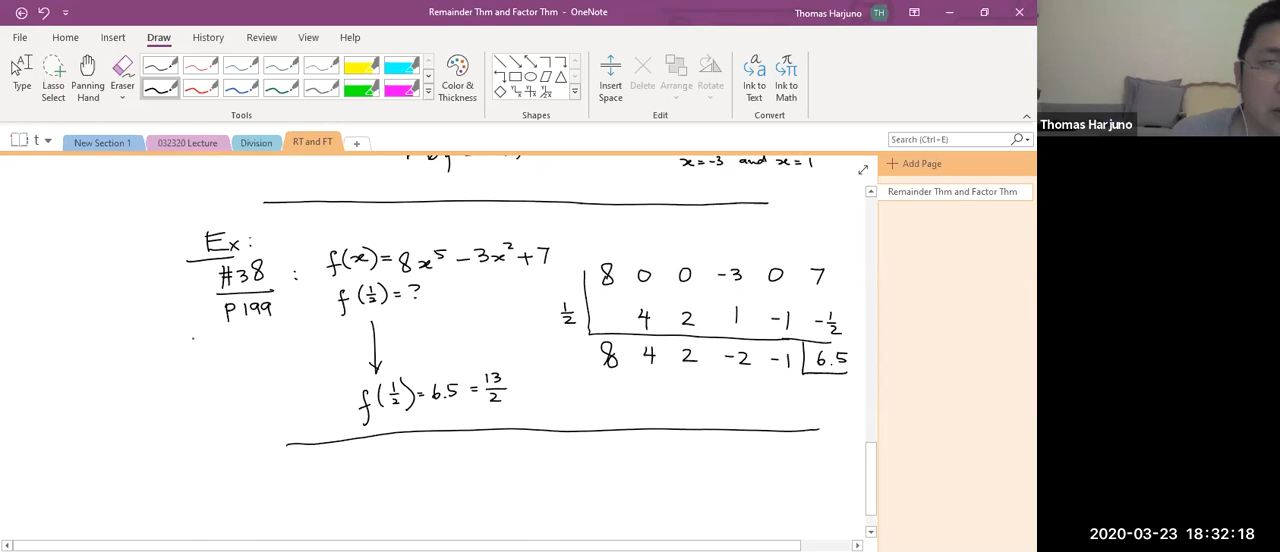 Remainder Thm and Factor Thm - OneNote
Thomas Harjuno TH
File Home Insert Draw History Review View Help
Type
Lasso Select
Panning Hand
Eraser
Color & Thickness
Insert Space
Delete
Arrange
Rotate
Ink to Text
Ink to Math
Tools
Shapes
Edit
Convert
t
New Section 1
032320 Lecture
Division
RT and FT
Search (Ctrl+E)
Add Page
Remainder Thm and Factor Thm
Thomas Harjuno
x=-3 and x=1
Ex:
#38 :
P199
f(x)=8x⁵-3x²+7
f(1/2)=?
8 0 0 -3 0 7
1/2 4 2 1 -1 -1/2
8 4 2 -2 -1 6.5
f(1/2)=6.5=13/2
2020-03-23 18:32:18